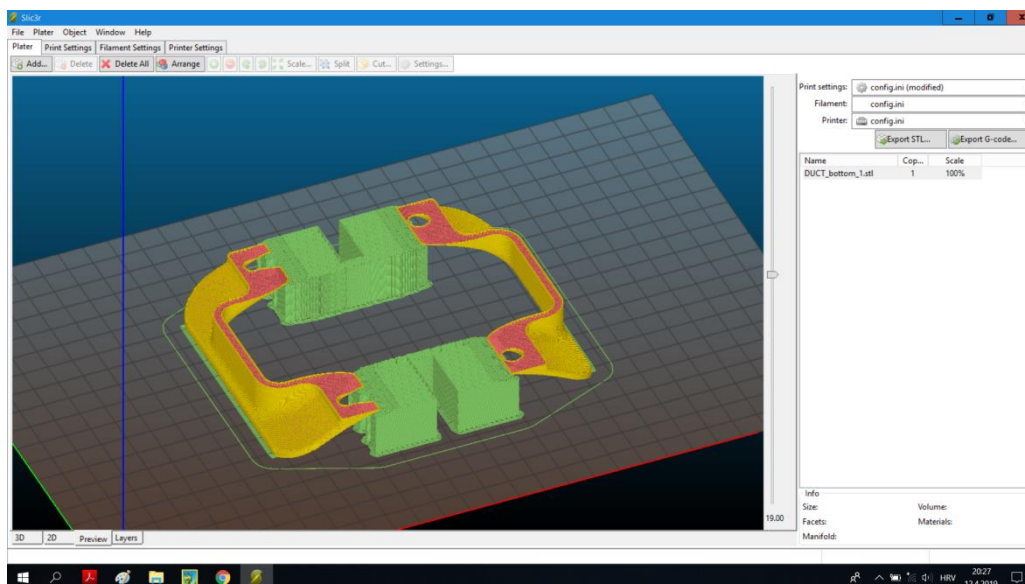 Slic3r
File Plater Object Window Help
Plater Print Settings Filament Settings Printer Settings
Add... Delete Delete All Arrange Scale... Split Cut... Settings...
Print settings: config.ini (modified)
Filament: config.ini
Printer: config.ini
Export STL... Export G-code...
Name Cop... Scale
DUCT_bottom_1.stl 1 100%
19.00
Info
Size: Volume:
Facets: Materials:
Manifold:
3D 2D Preview Layers
HRV 20:27
12.4.2019